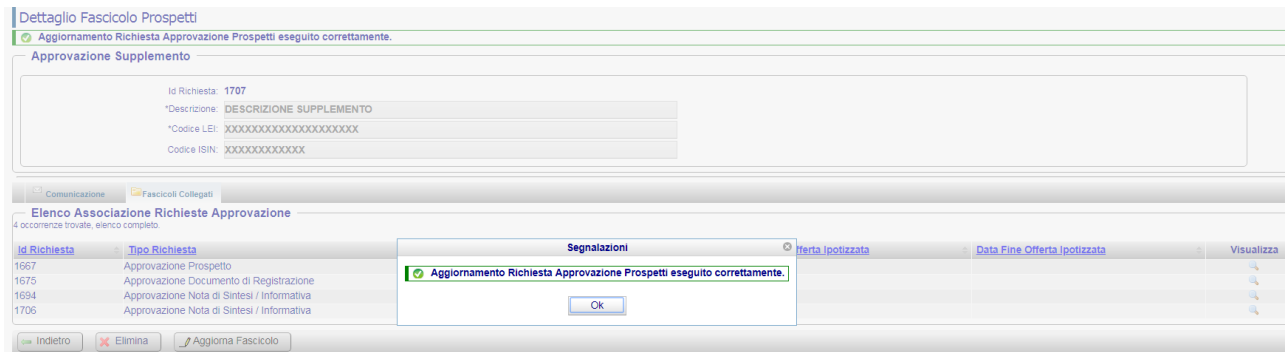 Dettaglio Fascicolo Prospetti
Aggiornamento Richiesta Approvazione Prospetti eseguito correttamente.
Approvazione Supplemento
Id Richiesta: 1707
*Descrizione: DESCRIZIONE SUPPLEMENTO
*Codice LEI: XXXXXXXXXXXXXXXXXXXX
Codice ISIN: XXXXXXXXXXXX
Comunicazione Fascicoli Collegati
Elenco Associazione Richieste Approvazione
4 occorrenze trovate, elenco completo.
Id Richiesta Tipo Richiesta fferta Ipotizzata Data Fine Offerta Ipotizzata Visualizza
1667 Approvazione Prospetto
1675 Approvazione Documento di Registrazione
1694 Approvazione Nota di Sintesi / Informativa
1706 Approvazione Nota di Sintesi / Informativa
Segnalazioni
Aggiornamento Richiesta Approvazione Prospetti eseguito correttamente.
Ok
Indietro Elimina Aggiorna Fascicolo